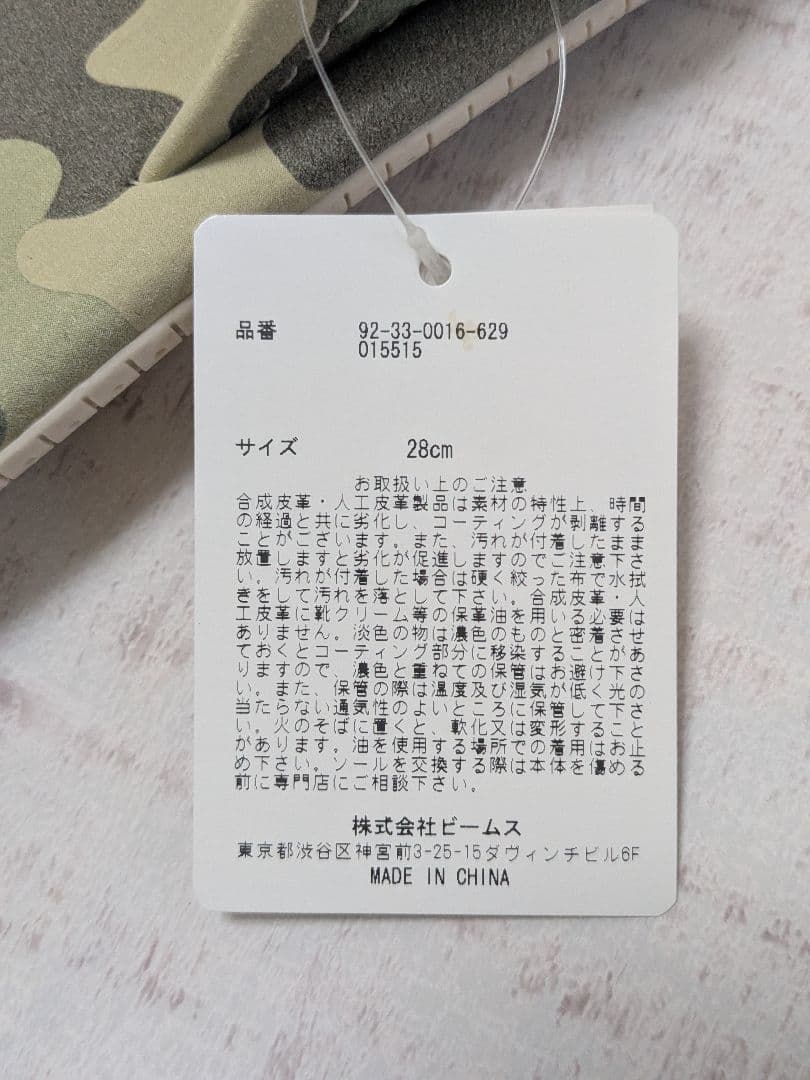 品番 92-33-0016-629
015515
サイズ 28cm
お取扱い上のご注意
合成皮革・人工皮革製品は素材の特性上、時間
の経過と共に劣化し、コーティングが剥離する
ことがございます。また、汚れが付着したまま
放置しますと劣化が促進しますのでご注意下さ
い。汚れが付着した場合は硬く絞った布で水拭
きをして汚れを落として下さい。合成皮革・人
工皮革に靴クリーム等の保革油を用いる必要は
ありません。淡色の物は濃色のものと密着させ
ておくとコーティング部分に移染することがあ
りますので、濃色と重ねての保管はお避け下さ
い。また、保管の際は温度及び湿気が低く光の
当たらない通気性のよいところに保管して下さ
い。火のそばに置くと、軟化又は変形すること
があります。油を使用する場所での着用はお止
め下さい。ソールを交換する際は本体を傷める
前に専門店にご相談下さい。
株式会社ビームス
東京都渋谷区神宮前3-25-15ダヴィンチビル6F
MADE IN CHINA